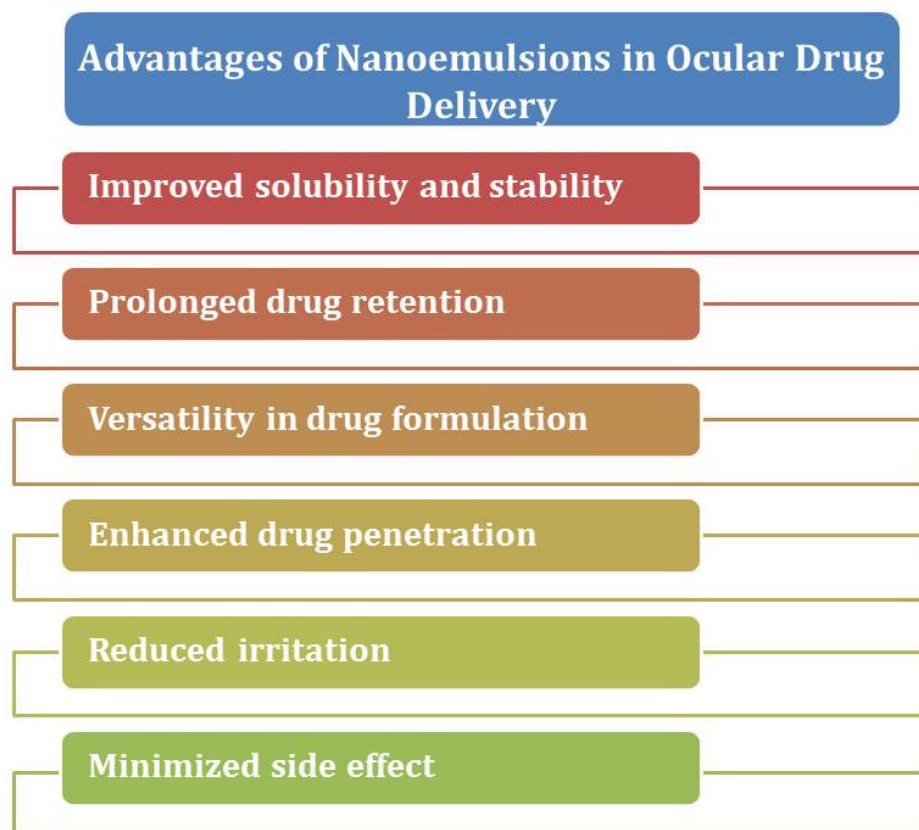 Advantages of Nanoemulsions in Ocular Drug
Delivery
Improved solubility and stability
Prolonged drug retention
Versatility in drug formulation
Enhanced drug penetration
Reduced irritation
Minimized side effect